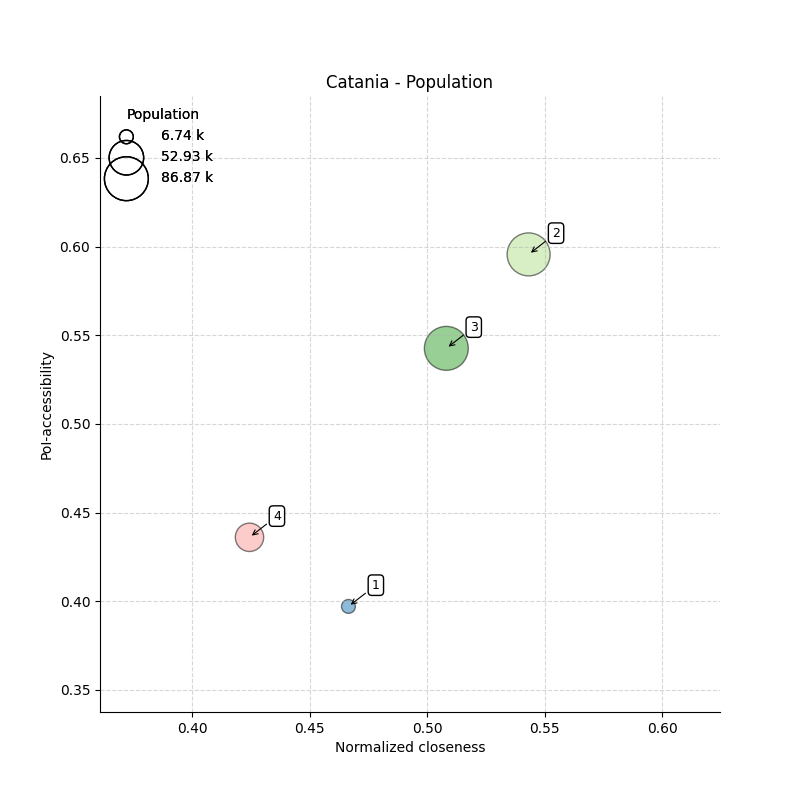 Catania - Population
Population
6.74 k
52.93 k
86.87 k
0.65
0.60
0.55
0.50
0.45
0.40
0.35
PoI-accessibility
2
3
4
1
0.40 0.45 0.50 0.55 0.60
Normalized closeness